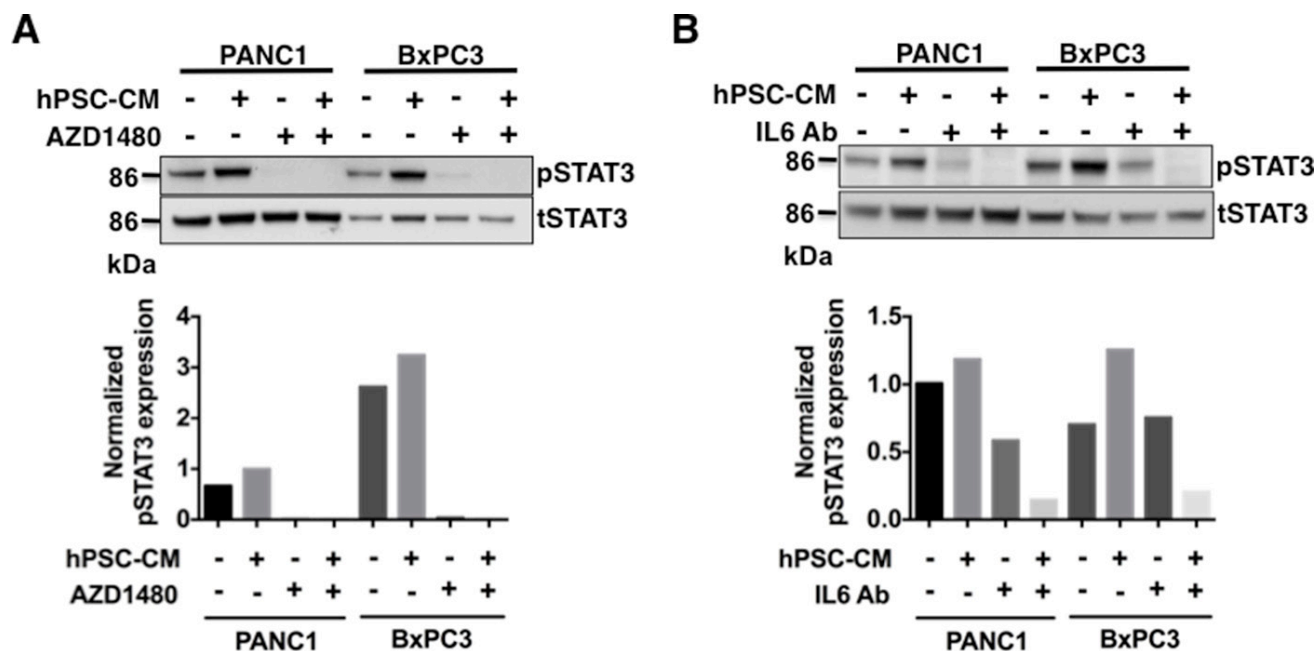 A
PANC1 BxPC3
hPSC-CM - + - + - + - +
AZD1480 - - + + - - + +
86 pSTAT3
86 tSTAT3
kDa
Normalized
pSTAT3 expression
4
3
2
1
0
hPSC-CM - + - + - + - +
AZD1480 - - + + - - + +
PANC1 BxPC3
B
PANC1 BxPC3
hPSC-CM - + - + - + - +
IL6 Ab - - + + - - + +
86 pSTAT3
86 tSTAT3
kDa
Normalized
pSTAT3 expression
1.5
1.0
0.5
0.0
hPSC-CM - + - + - + - +
IL6 Ab - - + + - - + +
PANC1 BxPC3